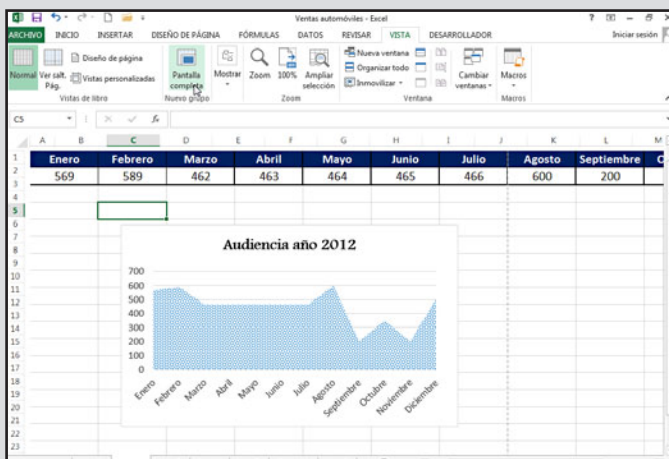 Ventas automóviles - Excel
ARCHIVO INICIO INSERTAR DISEÑO DE PÁGINA FÓRMULAS DATOS REVISAR VISTA DESARROLLADOR Iniciar sesión
Normal Ver salt. Pág. Diseño de página Vistas personalizadas
Pantalla completa Mostrar Zoom 100% Ampliar selección
Nueva ventana
Organizar todo
Inmovilizar
Cambiar ventanas Macros
Vistas de libro Nuevo grupo Zoom Ventana Macros
C5 fx
A B C D E F G H I J K L M
1 Enero Febrero Marzo Abril Mayo Junio Julio Agosto Septiembre O
2 569 589 462 463 464 465 466 600 200
3
4
5
6
7
8
9
10
11
12
13
14
15
16
17
18
19
20
21
22
23
Audiencia año 2012
700
600
500
400
300
200
100
0
Enero Febrero Marzo Abril Mayo Junio Julio Agosto Septiembre Octubre Noviembre Diciembre